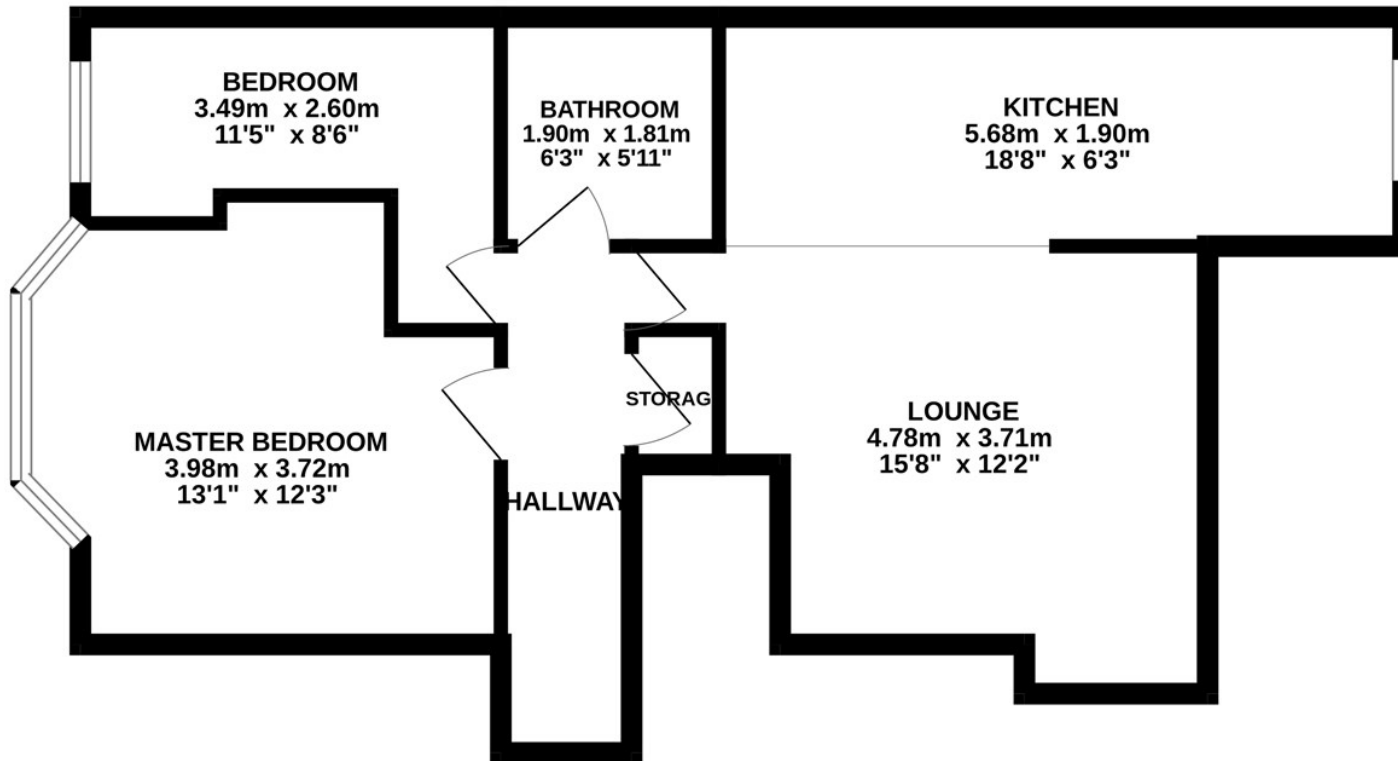 BEDROOM
3.49m x 2.60m
11'5" x 8'6"
BATHROOM
1.90m x 1.81m
6'3" x 5'11"
KITCHEN
5.68m x 1.90m
18'8" x 6'3"
STORAG
MASTER BEDROOM
3.98m x 3.72m
13'1" x 12'3"
LOUNGE
4.78m x 3.71m
15'8" x 12'2"
HALLWAY